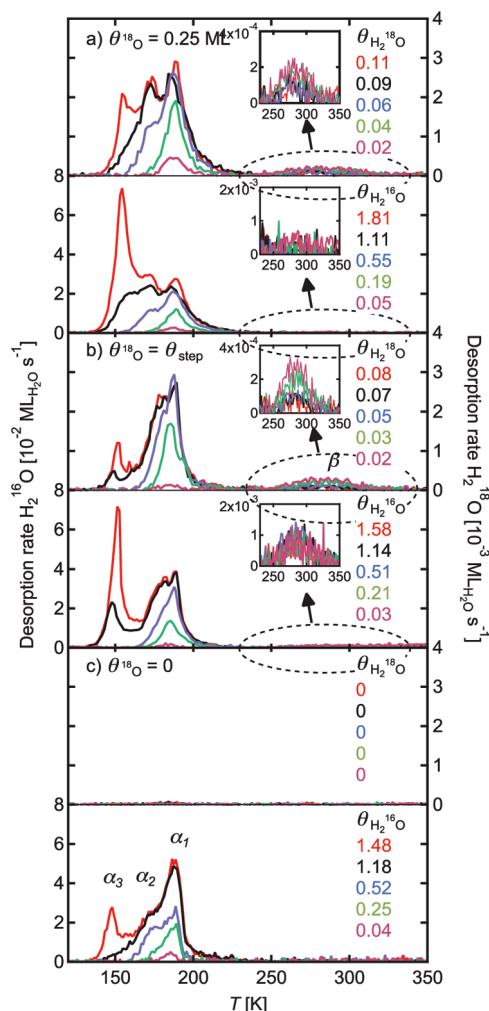 Desorption rate H₂¹⁶O [10⁻² ML_H₂O s⁻¹]
Desorption rate H₂¹⁸O [10⁻³ ML_H₂O s⁻¹]
a) θ¹⁸O = 0.25 ML
4x10⁻⁴
2
0
250 300 350
θH₂¹⁸O
0.11
0.09
0.06
0.04
0.02
4
3
2
1
0
8
6
4
2
0
2x10⁻³
1
0
250 300 350
θH₂¹⁶O
1.81
1.11
0.55
0.19
0.05
b) θ¹⁸O = θstep
4x10⁻⁴
2
0
250 300 350
β
θH₂¹⁸O
0.08
0.07
0.05
0.03
0.02
4
3
2
1
0
8
6
4
2
0
2x10⁻³
1
0
250 300 350
θH₂¹⁶O
1.58
1.14
0.51
0.21
0.03
c) θ¹⁸O = 0
θH₂¹⁸O
0
0
0
0
0
4
3
2
1
0
8
6
4
2
0
α₃ α₂ α₁
θH₂¹⁶O
1.48
1.18
0.52
0.25
0.04
150 200 250 300 350
T [K]